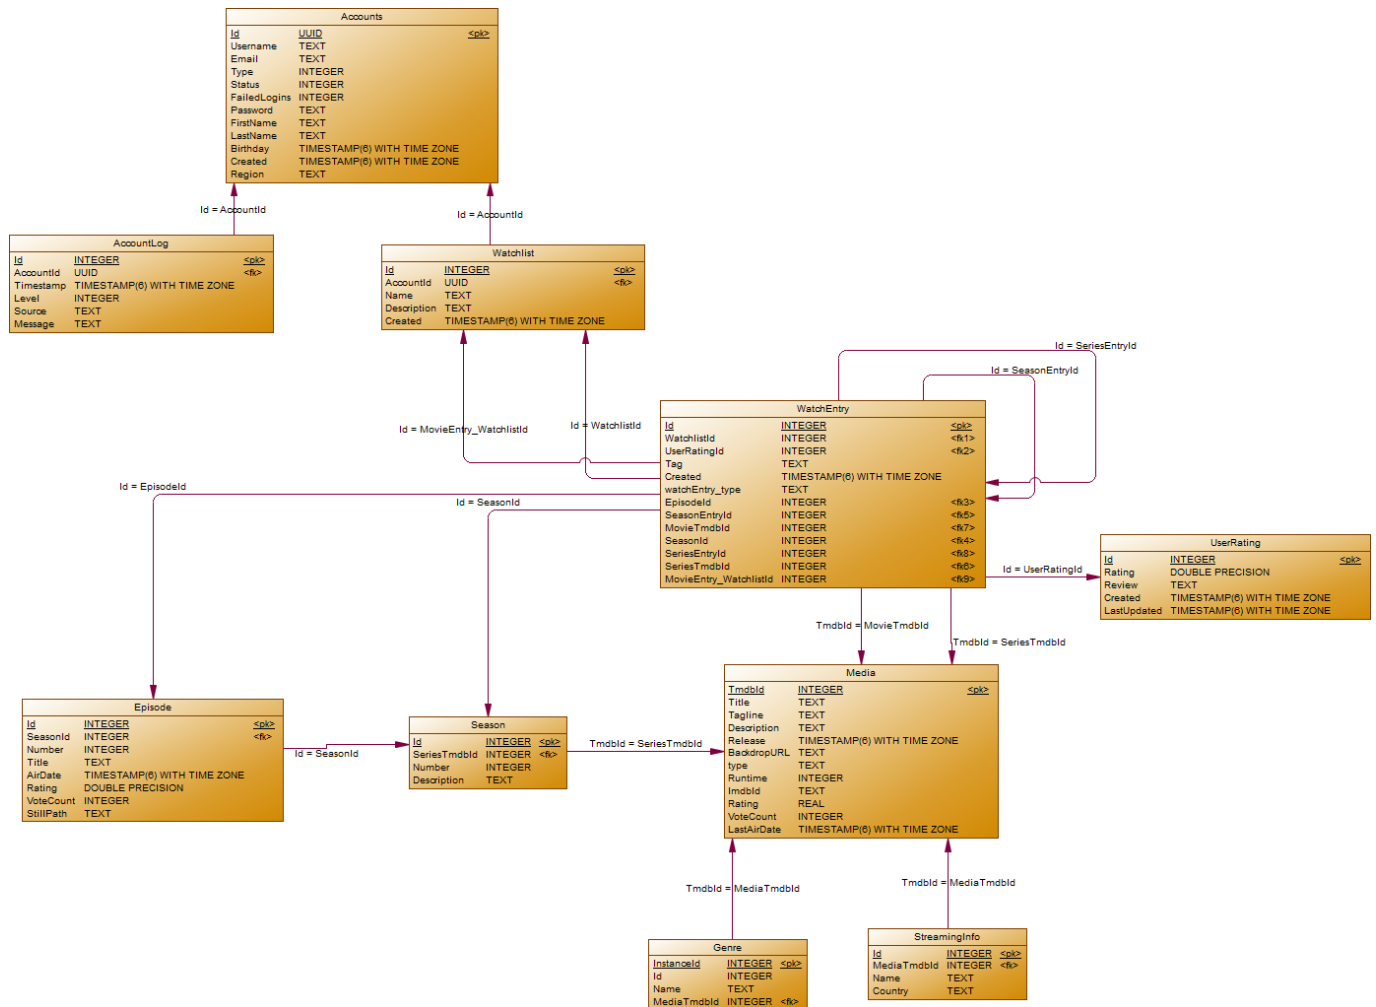 Accounts
Id UUID <pk>
Username TEXT
Email TEXT
Type INTEGER
Status INTEGER
FailedLogins INTEGER
Password TEXT
FirstName TEXT
LastName TEXT
Birthday TIMESTAMP(6) WITH TIME ZONE
Created TIMESTAMP(6) WITH TIME ZONE
Region TEXT
Id = AccountId
Id = AccountId
AccountLog
Id INTEGER <pk>
AccountId UUID <fk>
Timestamp TIMESTAMP(6) WITH TIME ZONE
Level INTEGER
Source TEXT
Message TEXT
Watchlist
Id INTEGER <pk>
AccountId UUID <fk>
Name TEXT
Description TEXT
Created TIMESTAMP(6) WITH TIME ZONE
Id = SeriesEntryId
Id = SeasonEntryId
Id = MovieEntry_WatchlistId
Id = WatchlistId
WatchEntry
Id INTEGER <pk>
WatchlistId INTEGER <fk1>
UserRatingId INTEGER <fk2>
Tag TEXT
Created TIMESTAMP(6) WITH TIME ZONE
watchEntry_type TEXT
EpisodeId INTEGER <fk3>
SeasonEntryId INTEGER <fk5>
MovieTmdbId INTEGER <fk7>
SeasonId INTEGER <fk4>
SeriesEntryId INTEGER <fk8>
SeriesTmdbId INTEGER <fk6>
MovieEntry_WatchlistId INTEGER <fk9>
Id = EpisodeId
Id = SeasonId
Id = UserRatingId
UserRating
Id INTEGER <pk>
Rating DOUBLE PRECISION
Review TEXT
Created TIMESTAMP(6) WITH TIME ZONE
LastUpdated TIMESTAMP(6) WITH TIME ZONE
TmdbId = MovieTmdbId
TmdbId = SeriesTmdbId
Episode
Id INTEGER <pk>
SeasonId INTEGER <fk>
Number INTEGER
Title TEXT
AirDate TIMESTAMP(6) WITH TIME ZONE
Rating DOUBLE PRECISION
VoteCount INTEGER
StillPath TEXT
Id = SeasonId
Season
Id INTEGER <pk>
SeriesTmdbId INTEGER <fk>
Number INTEGER
Description TEXT
TmdbId = SeriesTmdbId
Media
TmdbId INTEGER <pk>
Title TEXT
Tagline TEXT
Description TEXT
Release TIMESTAMP(6) WITH TIME ZONE
BackdropURL TEXT
type TEXT
Runtime INTEGER
ImdbId TEXT
Rating REAL
VoteCount INTEGER
LastAirDate TIMESTAMP(6) WITH TIME ZONE
TmdbId = MediaTmdbId
TmdbId = MediaTmdbId
Genre
InstanceId INTEGER <pk>
Id INTEGER
Name TEXT
MediaTmdbId INTEGER <fk>
StreamingInfo
Id INTEGER <pk>
MediaTmdbId INTEGER <fk>
Name TEXT
Country TEXT